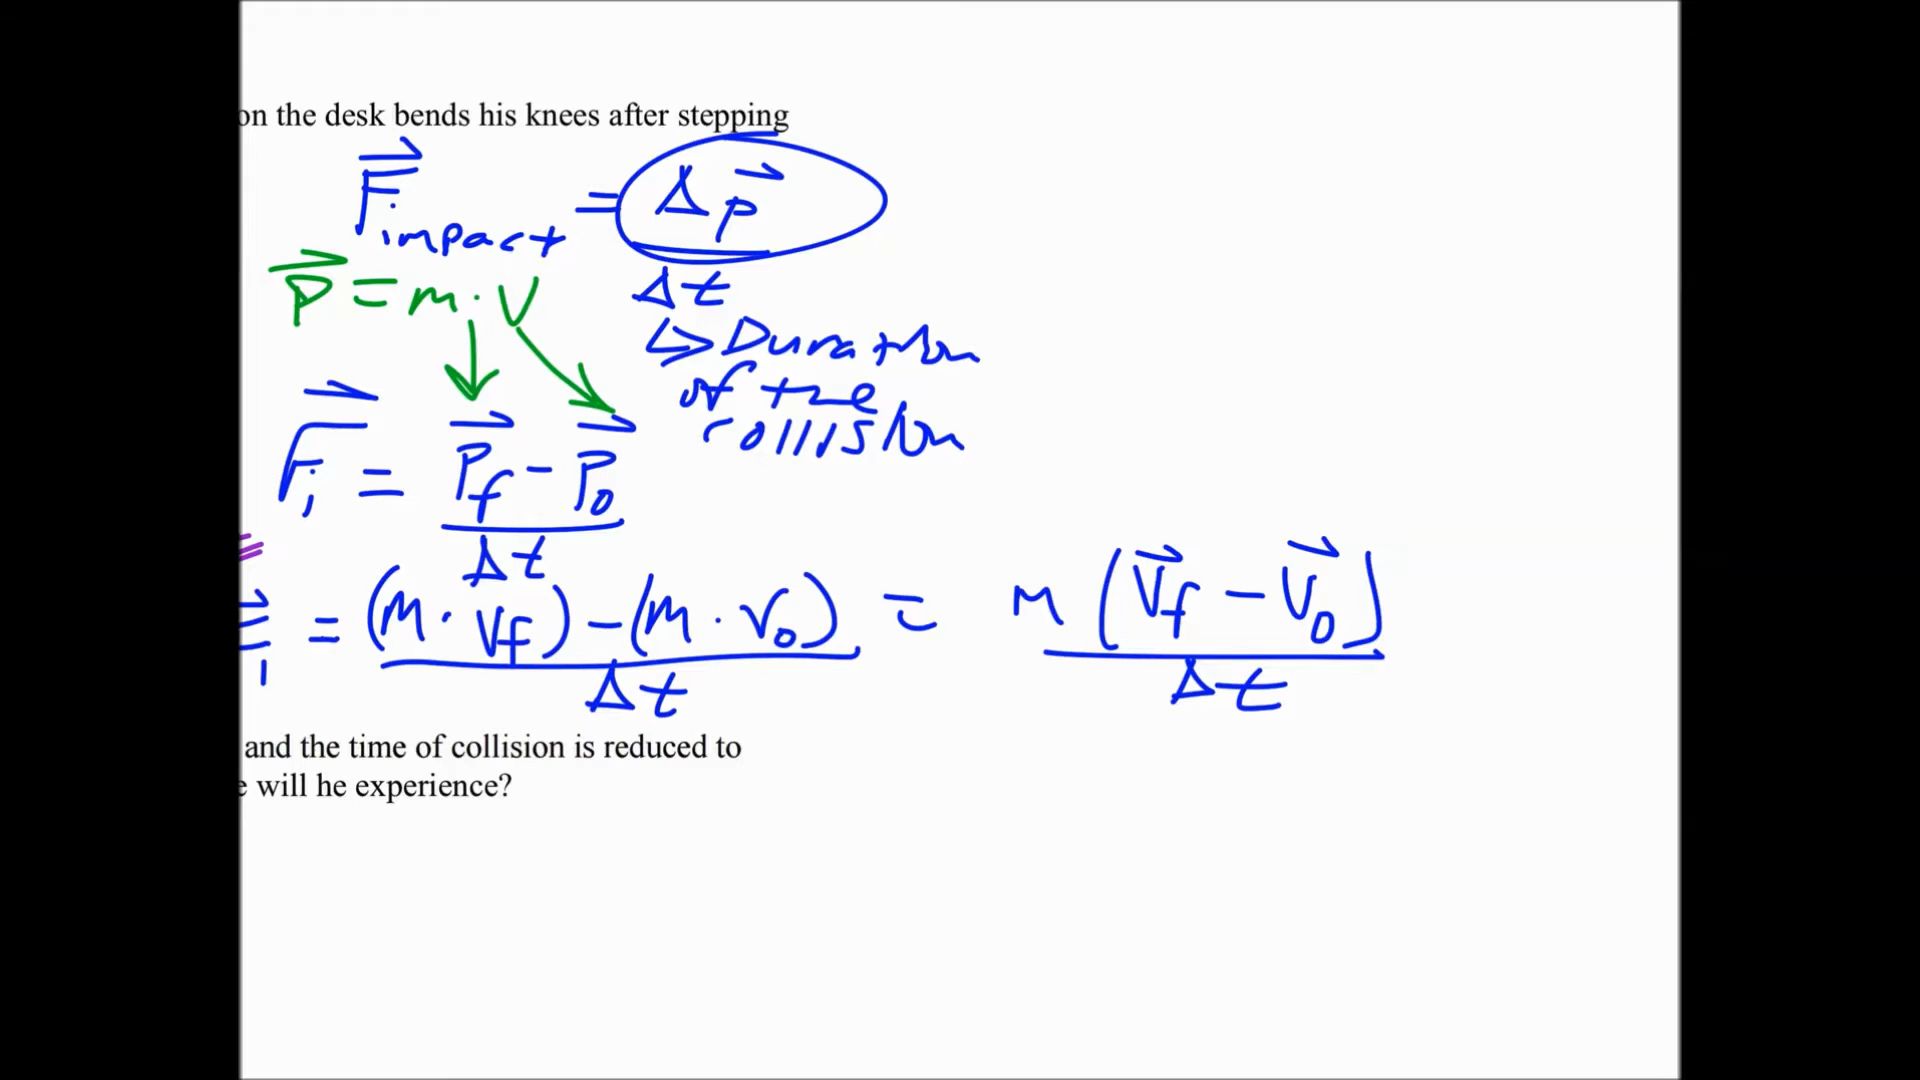 on the desk bends his knees after stepping
F⃗impact = Δp⃗
Δt
p⃗ = m · v
↳ Duration
of the
collision
F⃗i = P⃗f - P⃗o
Δt
= (m · vf) - (m · vo) = m (v⃗f - v⃗o)
Δt Δt
and the time of collision is reduced to
will he experience?